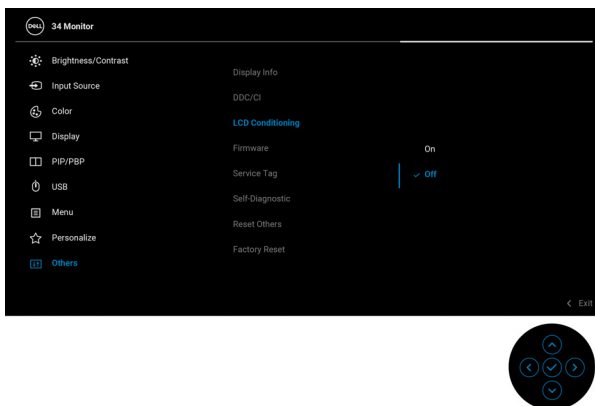 DELL 34 Monitor
Brightness/Contrast
Input Source
Color
Display
PIP/PBP
USB
Menu
Personalize
Others
Display Info
DDC/CI
LCD Conditioning
Firmware
Service Tag
Self-Diagnostic
Reset Others
Factory Reset
On
Off
Exit